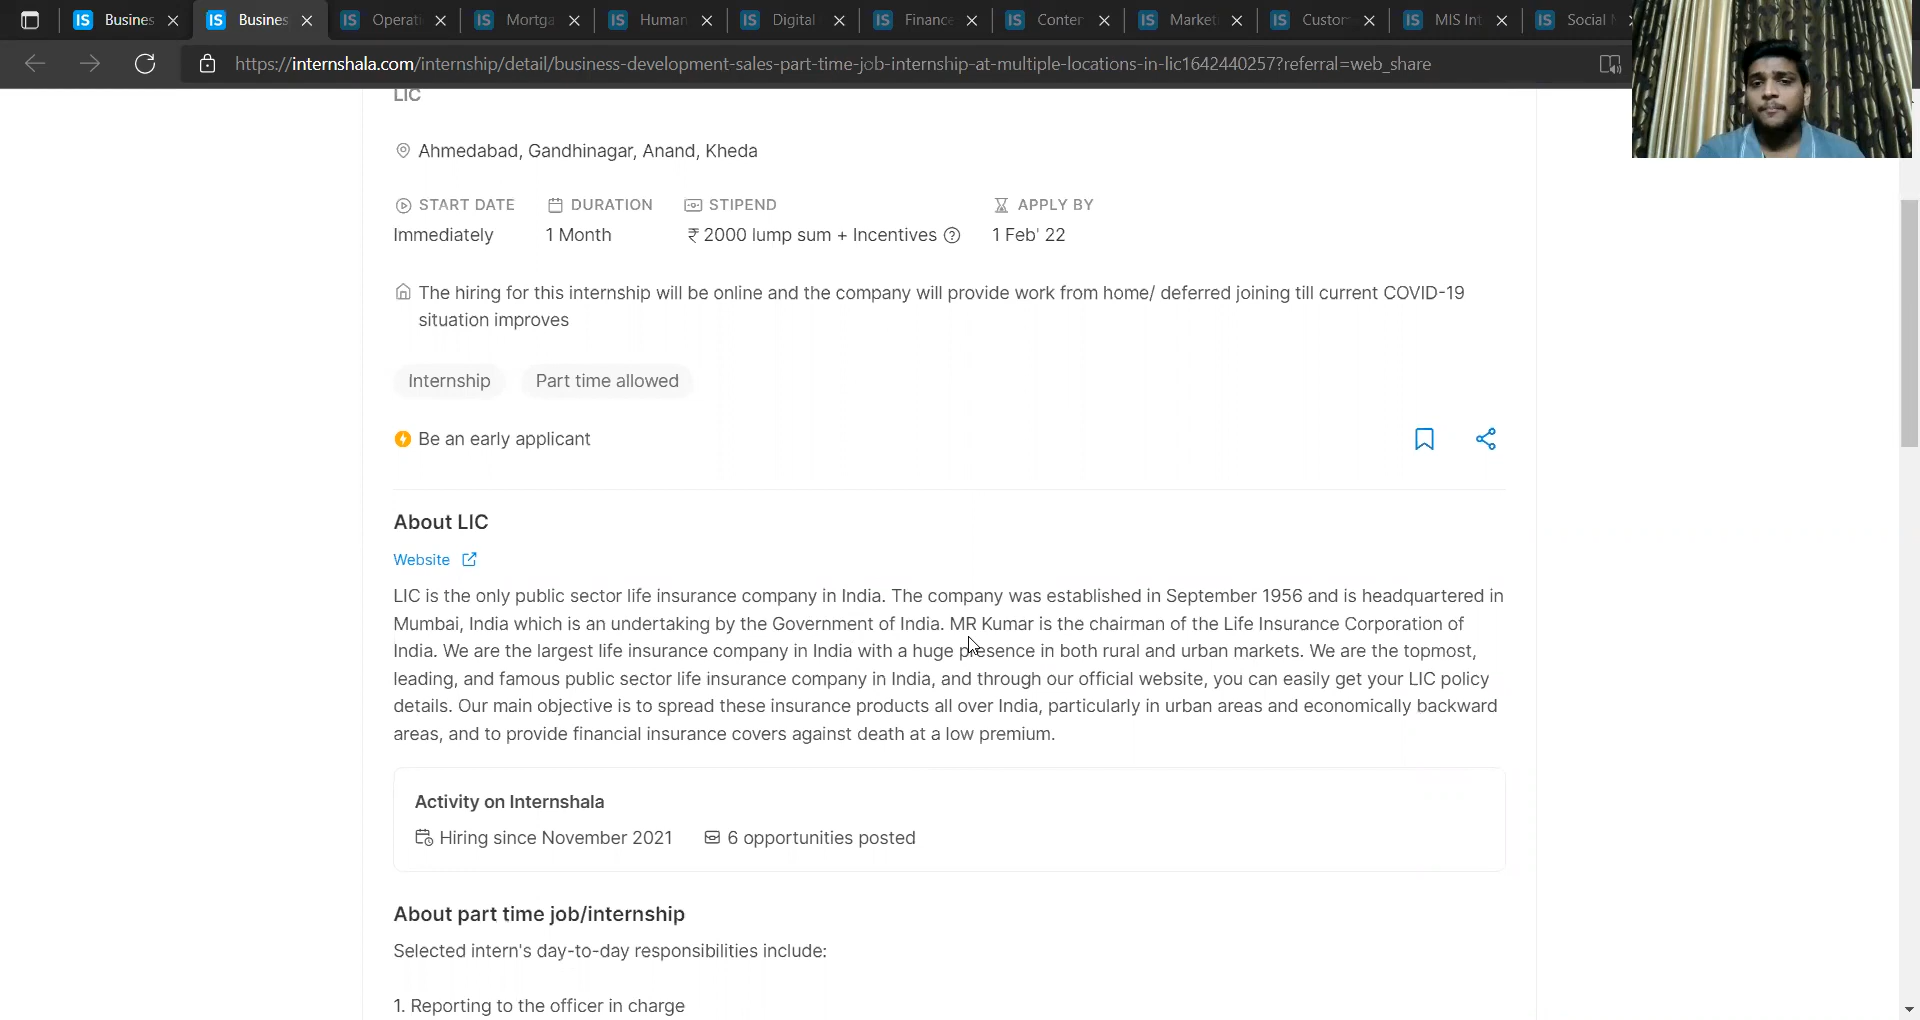 IS Busines
IS Busines
IS Operati
IS Mortga
IS Human
IS Digital
IS Finance
IS Conten
IS Market
IS Custom
IS MIS Int
IS Social
https://internshala.com/internship/detail/business-development-sales-part-time-job-internship-at-multiple-locations-in-lic1642440257?referral=web_share
LIC
Ahmedabad, Gandhinagar, Anand, Kheda
START DATE DURATION STIPEND APPLY BY
Immediately 1 Month ₹ 2000 lump sum + Incentives ? 1 Feb' 22
The hiring for this internship will be online and the company will provide work from home/ deferred joining till current COVID-19
situation improves
Internship Part time allowed
Be an early applicant
About LIC
Website
LIC is the only public sector life insurance company in India. The company was established in September 1956 and is headquartered in
Mumbai, India which is an undertaking by the Government of India. MR Kumar is the chairman of the Life Insurance Corporation of
India. We are the largest life insurance company in India with a huge presence in both rural and urban markets. We are the topmost,
leading, and famous public sector life insurance company in India, and through our official website, you can easily get your LIC policy
details. Our main objective is to spread these insurance products all over India, particularly in urban areas and economically backward
areas, and to provide financial insurance covers against death at a low premium.
Activity on Internshala
Hiring since November 2021 6 opportunities posted
About part time job/internship
Selected intern's day-to-day responsibilities include:
1. Reporting to the officer in charge